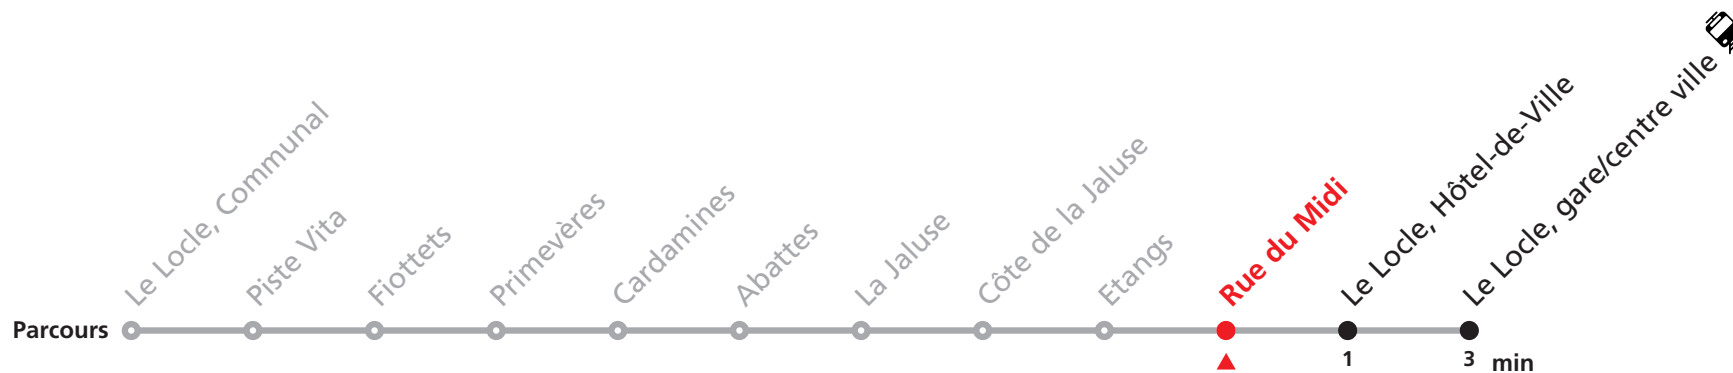 Le Locle, Communal
Piste Vita
Fiottets
Primevères
Cardamines
Abattes
La Jaluse
Côte de la Jaluse
Etangs
Rue du Midi
Le Locle, Hôtel-de-Ville
Le Locle, gare/centre ville
Parcours
1
3 min